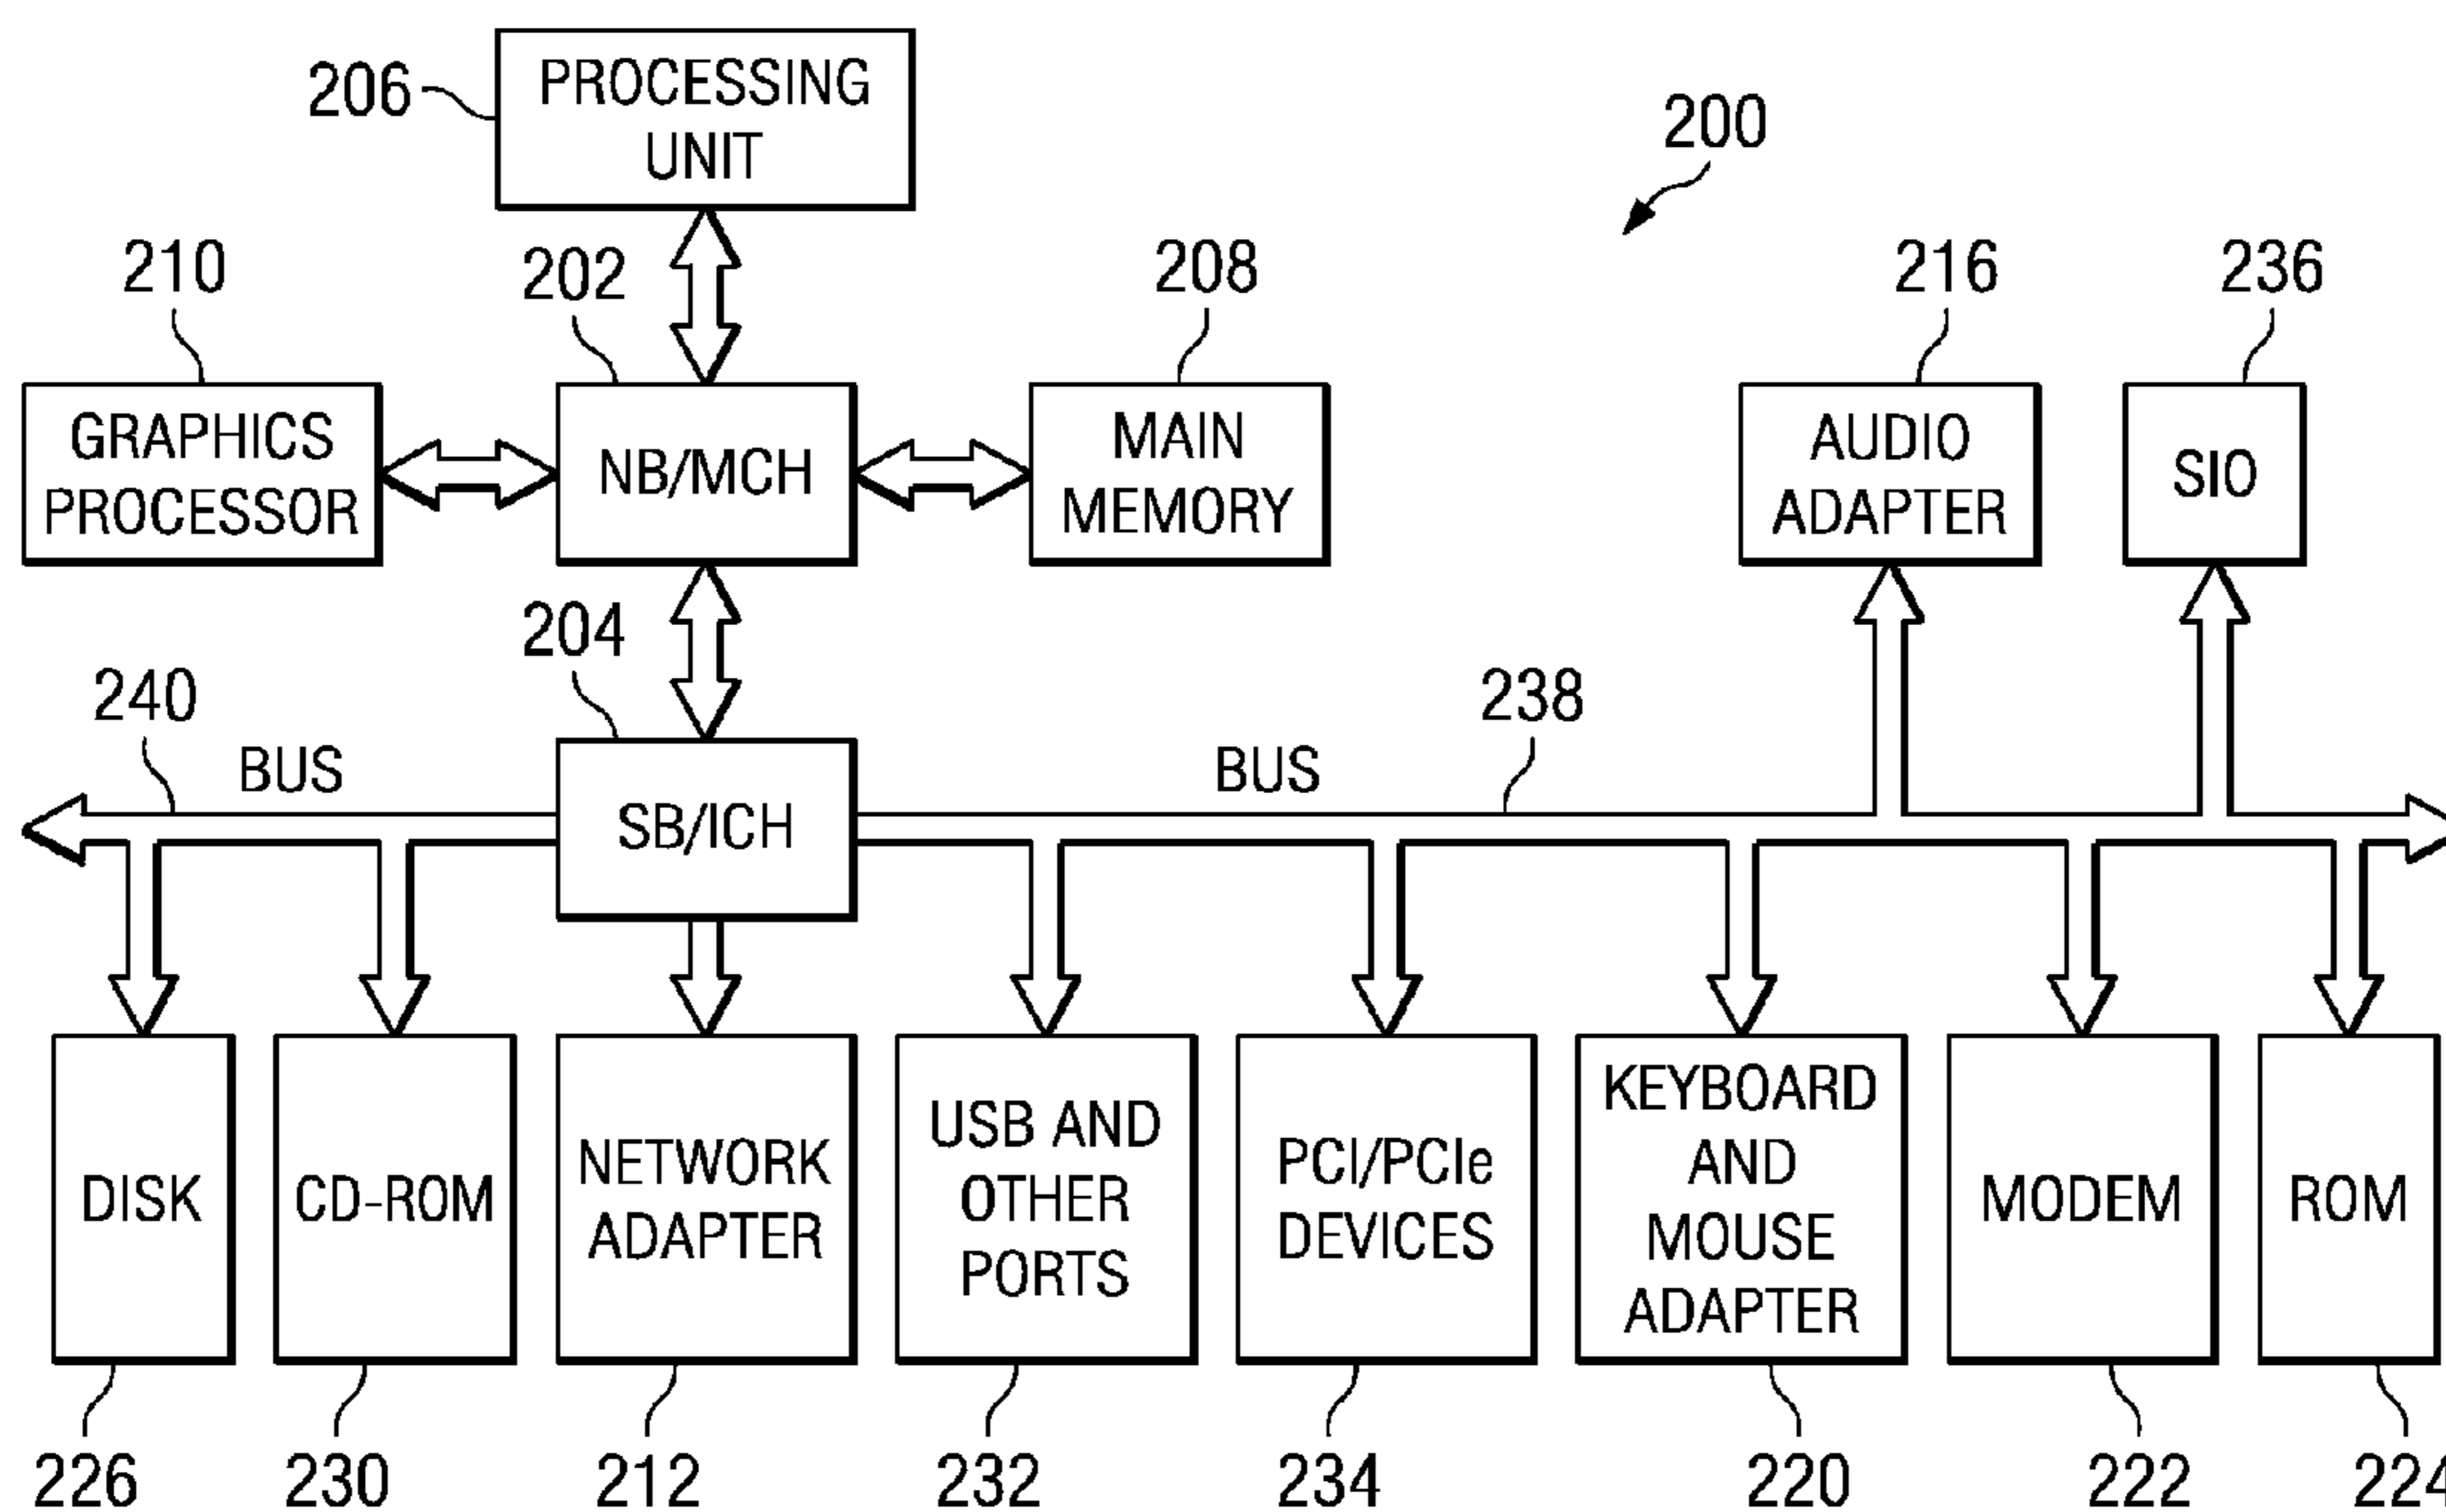 206
PROCESSING
UNIT
200
210
202
208
216
236
GRAPHICS
PROCESSOR
NB/MCH
MAIN
MEMORY
AUDIO
ADAPTER
SIO
204
240
BUS
238
BUS
SB/ICH
DISK
CD-ROM
NETWORK
ADAPTER
USB AND
OTHER
PORTS
PCI/PCIe
DEVICES
KEYBOARD
AND
MOUSE
ADAPTER
MODEM
ROM
226
230
212
232
234
220
222
224